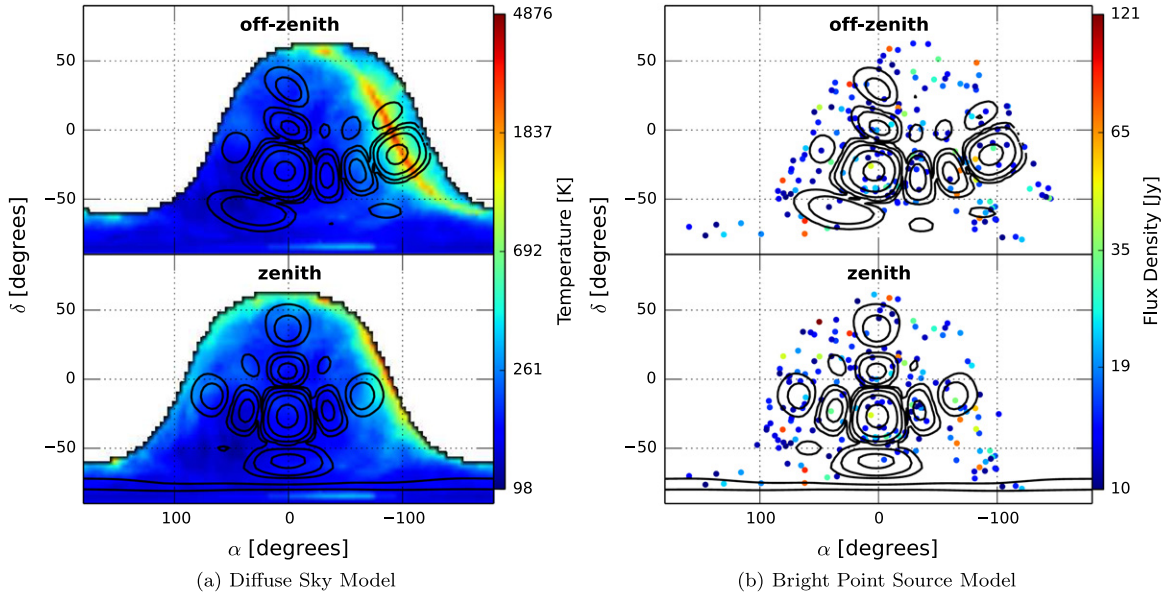 off-zenith
50
0
−50
δ [degrees]
zenith
50
0
−50
100
0
−100
α [degrees]
4876
1837
692
261
98
Temperature [K]
(a) Diffuse Sky Model
off-zenith
50
0
−50
δ [degrees]
zenith
50
0
−50
100
0
−100
α [degrees]
121
65
35
19
10
Flux Density [Jy]
(b) Bright Point Source Model